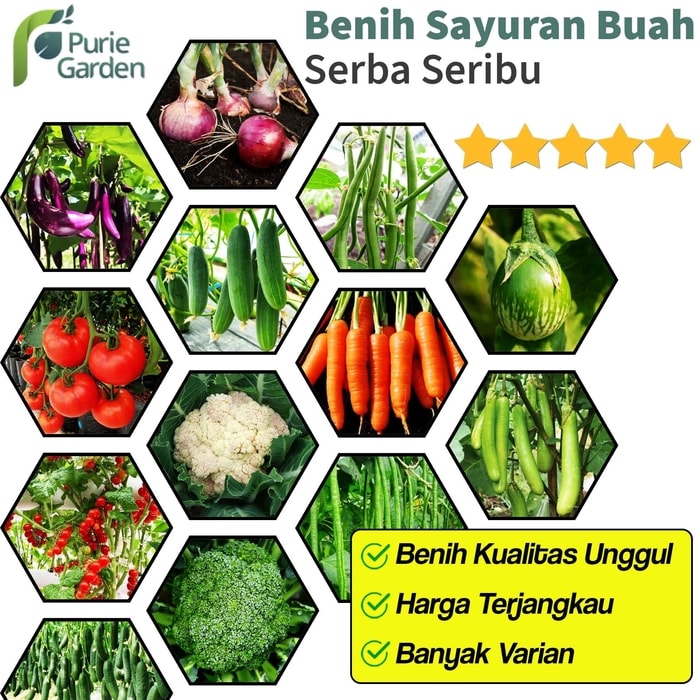 Purie
Garden
Benih Sayuran Buah
Serba Seribu
Benih Kualitas Unggul
Harga Terjangkau
Banyak Varian